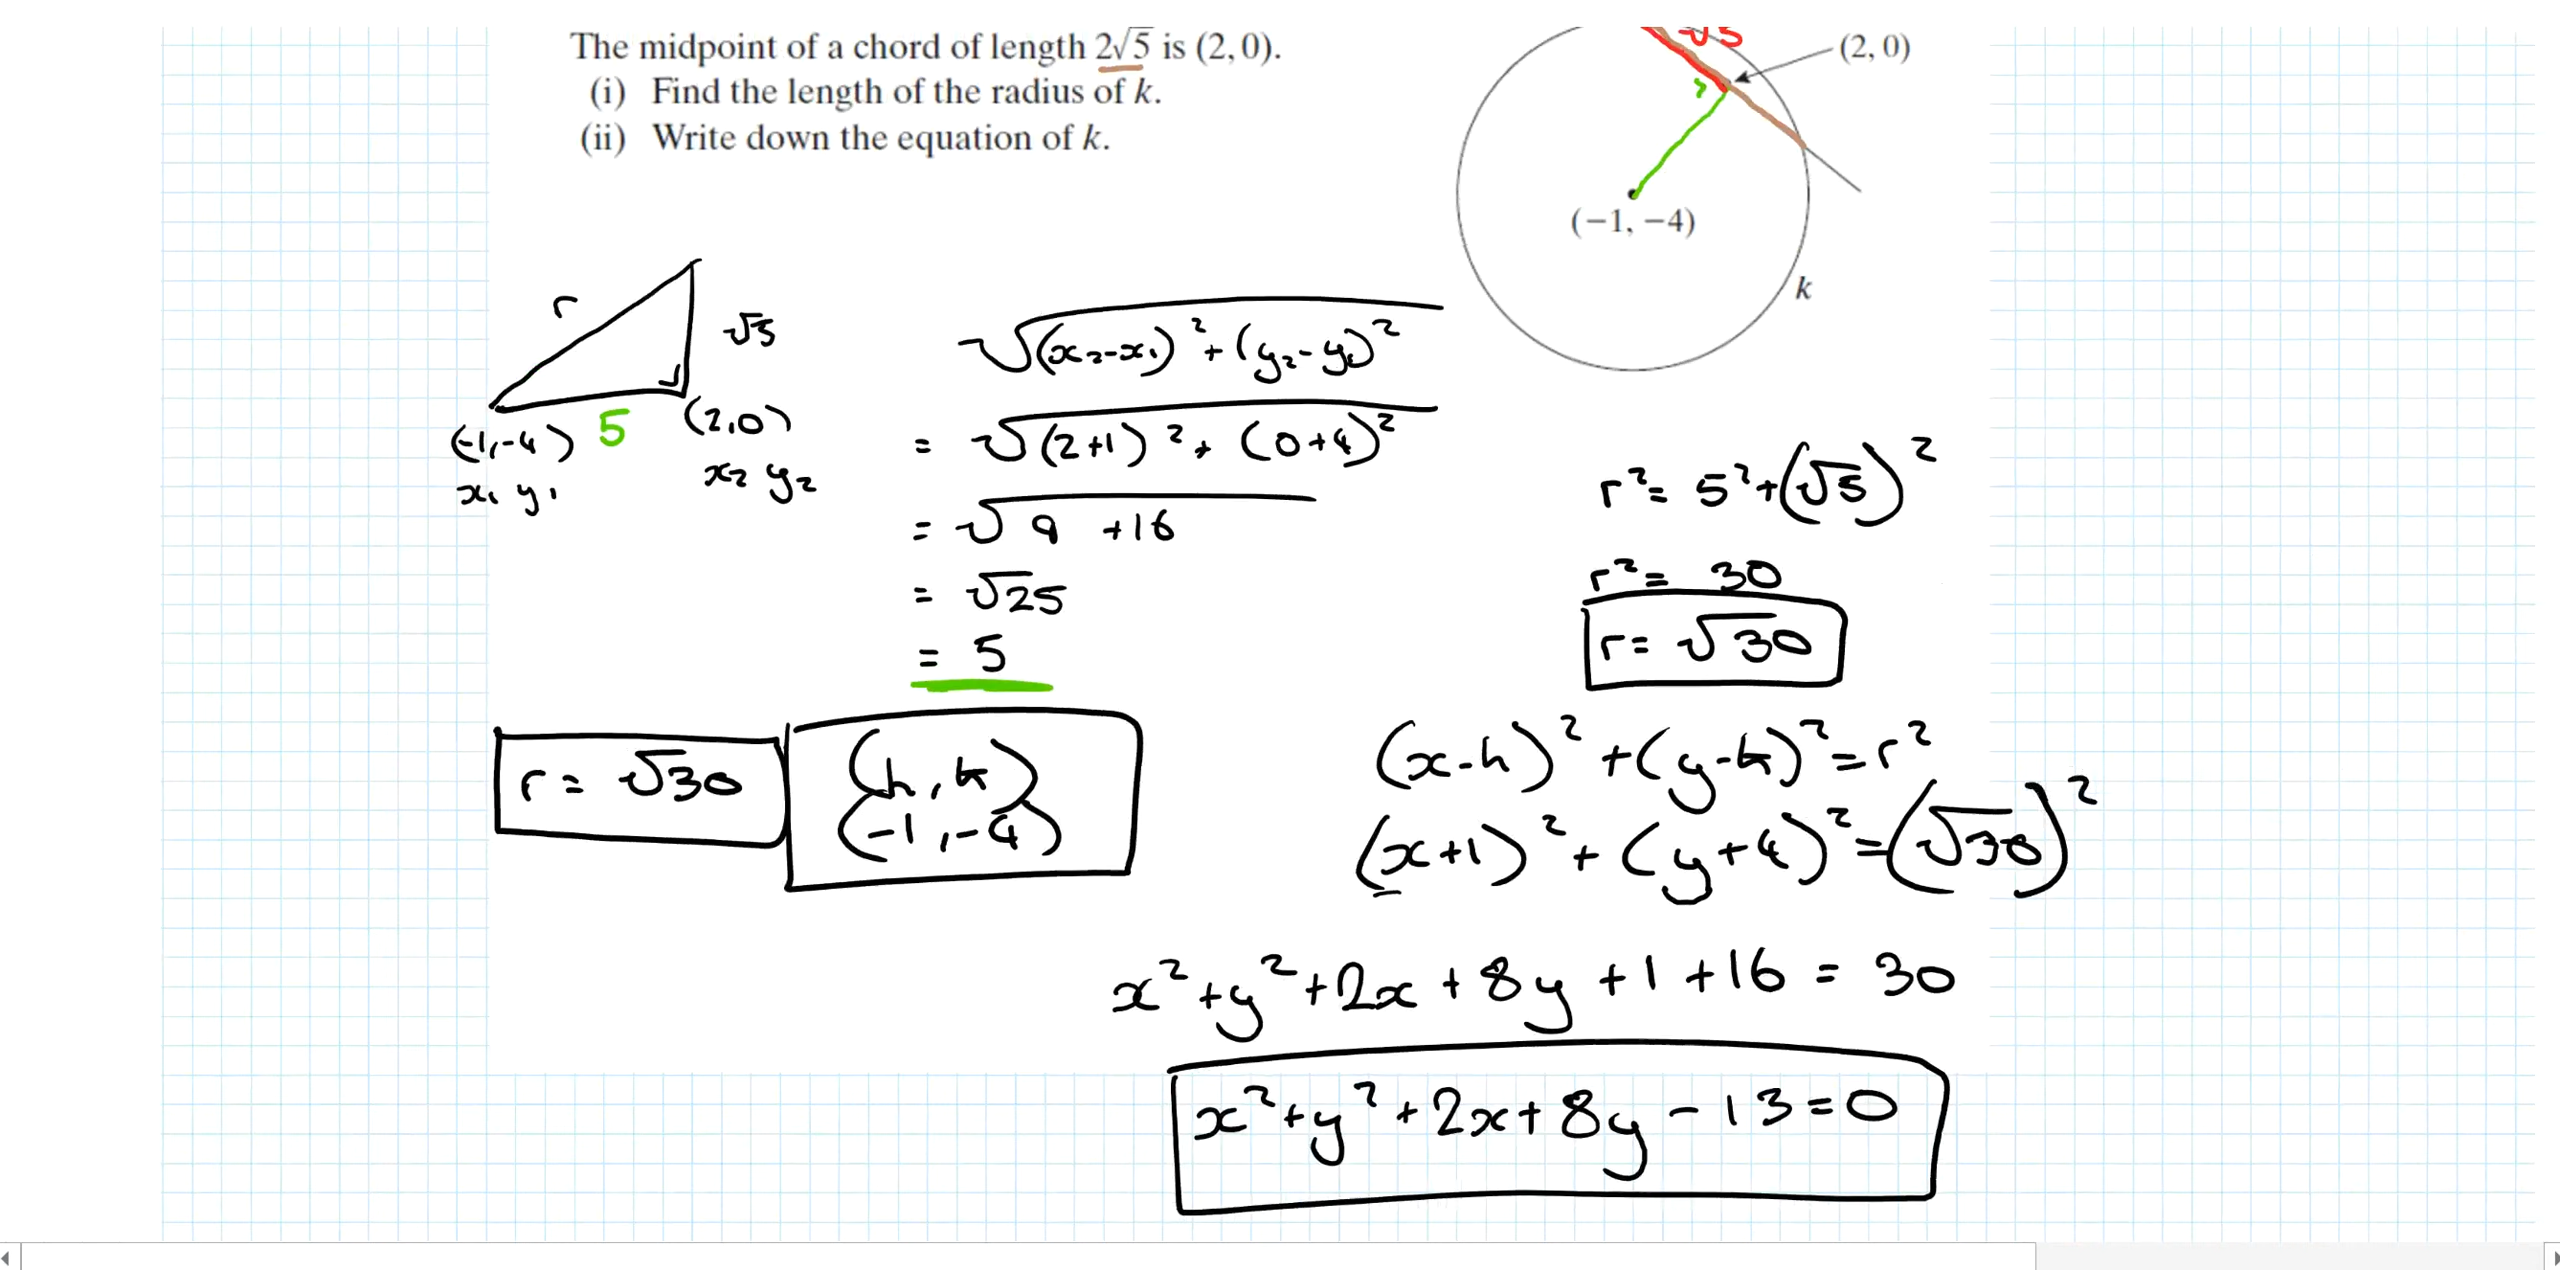 The midpoint of a chord of length 2√5 is (2, 0).
(i) Find the length of the radius of k.
(ii) Write down the equation of k.
√5
(2, 0)
(−1, −4)
k
r
√5
(-1,-4)
5
(2,0)
x₁ y₁
x₂ y₂
√(x₂-x₁)² + (y₂-y₁)²
= √(2+1)² + (0+4)²
= √9 +16
= √25
= 5
r² = 5² + (√5)²
r² = 30
r = √30
r = √30
(h, k)
(-1, -4)
(x-h)² + (y-k)² = r²
(x+1)² + (y+4)² = (√30)²
x² + y² + 2x + 8y + 1 + 16 = 30
x² + y² + 2x + 8y - 13 = 0